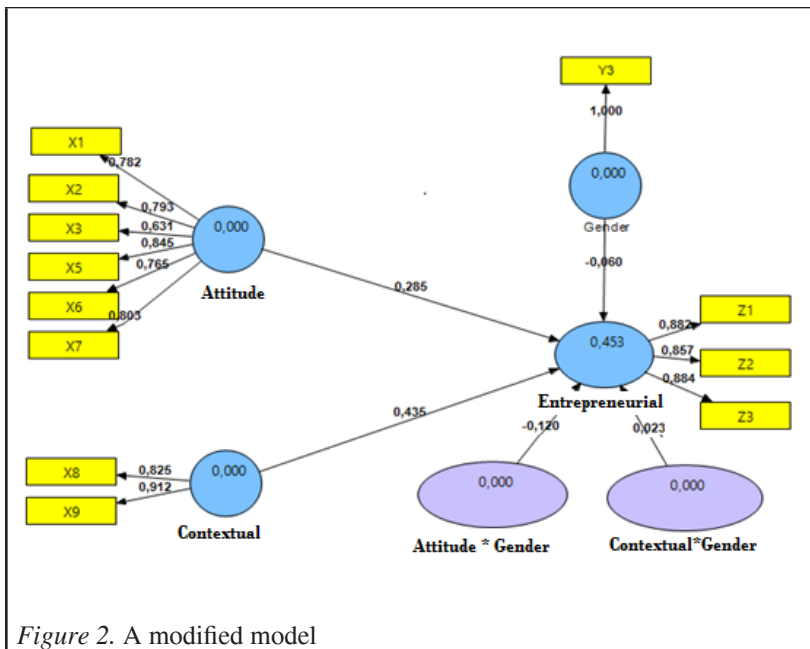 Y3
1,000
0,000
Gender
-0,060
X1
0,782
X2
0,793
X3
0,631
X5
0,845
X6
0,765
X7
0,803
0,000
Attitude
0,285
0,453
Entrepreneurial
0,882
Z1
0,857
Z2
0,884
Z3
0,435
X8
0,825
X9
0,912
0,000
Contextual
-0,120
0,023
0,000
Attitude * Gender
0,000
Contextual*Gender
Figure 2. A modified model